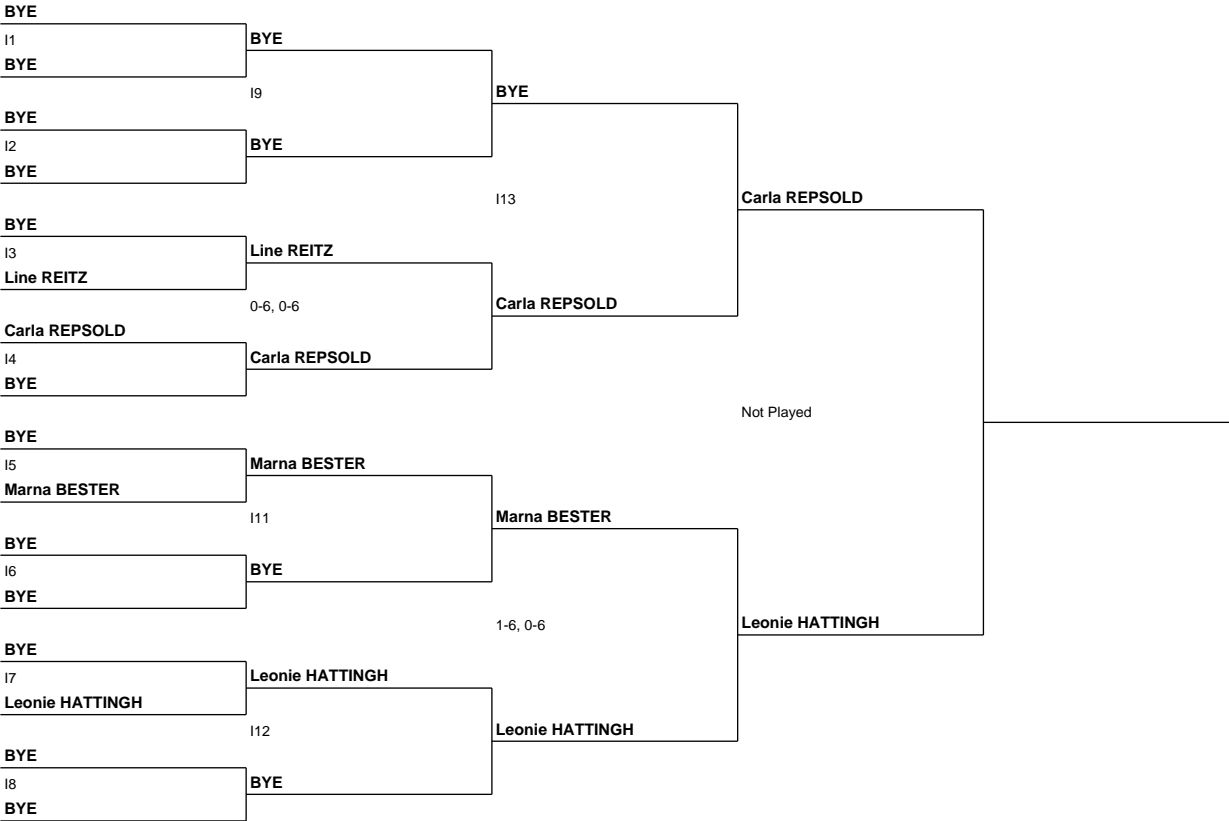 BYE
I1
BYE
BYE
I9
BYE
BYE
I2
BYE
BYE
I13
Carla REPSOLD
BYE
I3
Line REITZ
Line REITZ
0-6, 0-6
Carla REPSOLD
Carla REPSOLD
I4
Carla REPSOLD
BYE
Not Played
BYE
I5
Marna BESTER
Marna BESTER
I11
Marna BESTER
BYE
I6
BYE
BYE
1-6, 0-6
Leonie HATTINGH
BYE
I7
Leonie HATTINGH
Leonie HATTINGH
I12
Leonie HATTINGH
BYE
I8
BYE
BYE